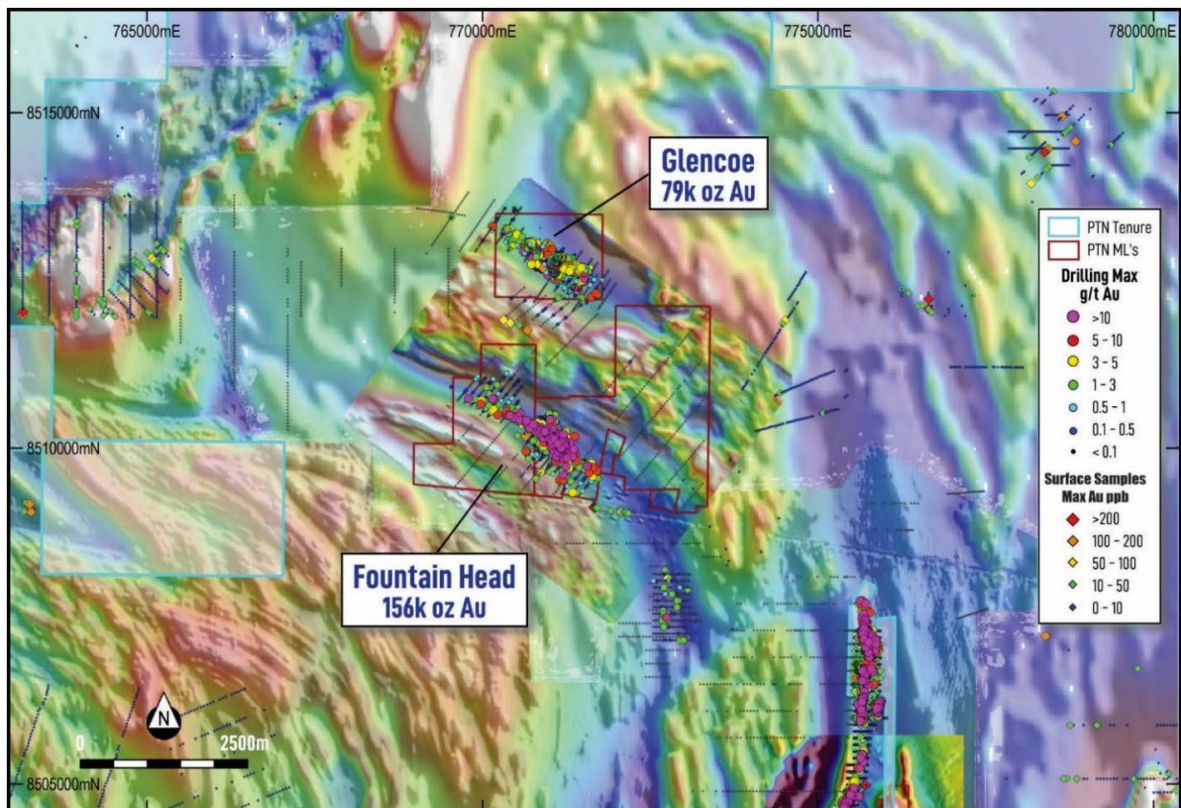 765000mE
770000mE
775000mE
780000mE
8515000mN
8510000mN
8505000mN
Glencoe
79k oz Au
Fountain Head
156k oz Au
PTN Tenure
PTN ML's
Drilling Max
g/t Au
>10
5 - 10
3 - 5
1 - 3
0.5 - 1
0.1 - 0.5
< 0.1
Surface Samples
Max Au ppb
>200
100 - 200
50 - 100
10 - 50
0 - 10
N
0
2500m